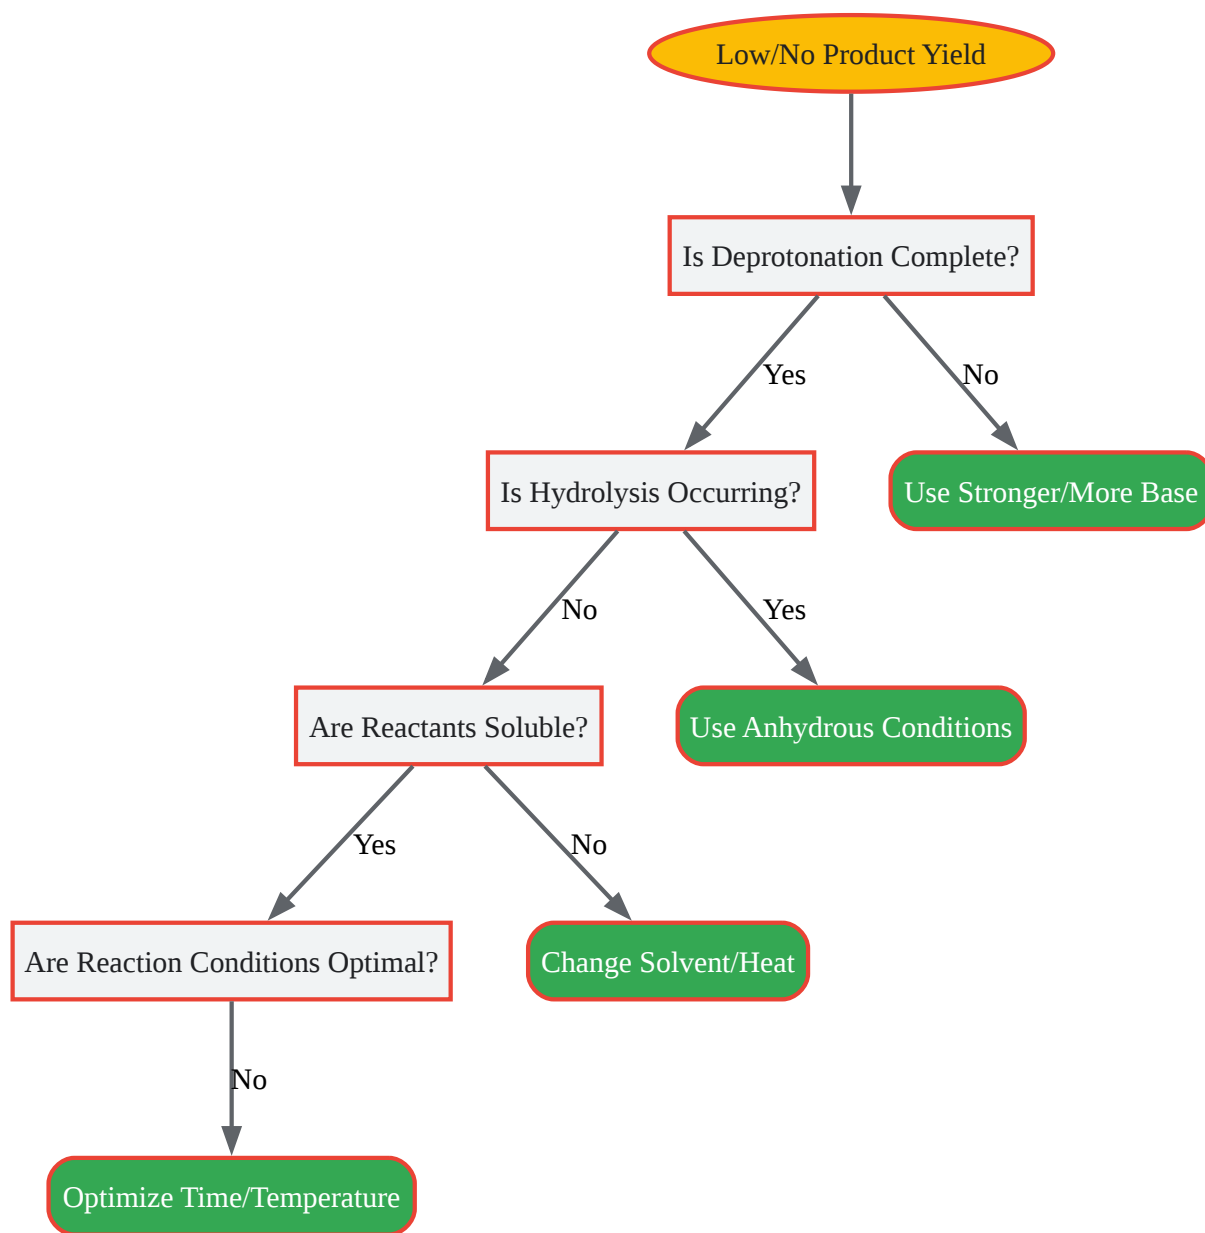 Low/No Product Yield
Is Deprotonation Complete?
Yes
No
Is Hydrolysis Occurring?
Use Stronger/More Base
No
Yes
Are Reactants Soluble?
Use Anhydrous Conditions
Yes
No
Are Reaction Conditions Optimal?
Change Solvent/Heat
No
Optimize Time/Temperature